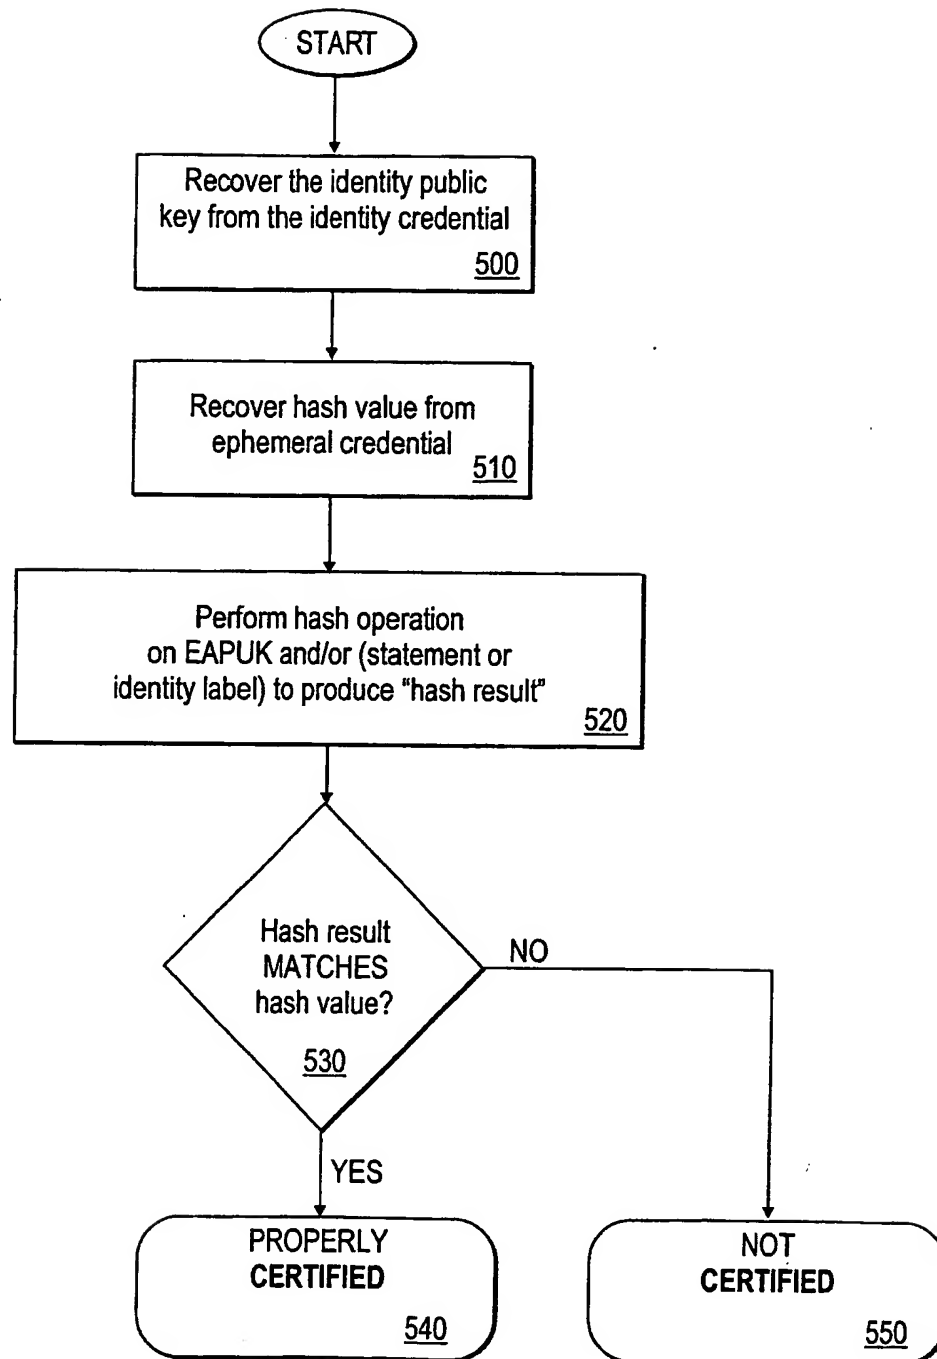 START
Recover the identity public
key from the identity credential
500
Recover hash value from
ephemeral credential
510
Perform hash operation
on EAPUK and/or (statement or
identity label) to produce “hash result”
520
Hash result
MATCHES
hash value?
530
NO
YES
PROPERLY
CERTIFIED
540
NOT
CERTIFIED
550